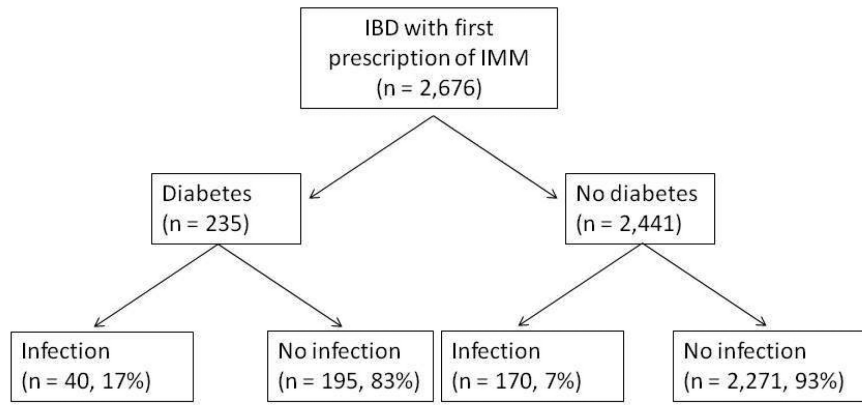 IBD with first
prescription of IMM
(n = 2,676)
Diabetes
(n = 235)
No diabetes
(n = 2,441)
Infection
(n = 40, 17%)
No infection
(n = 195, 83%)
Infection
(n = 170, 7%)
No infection
(n = 2,271, 93%)